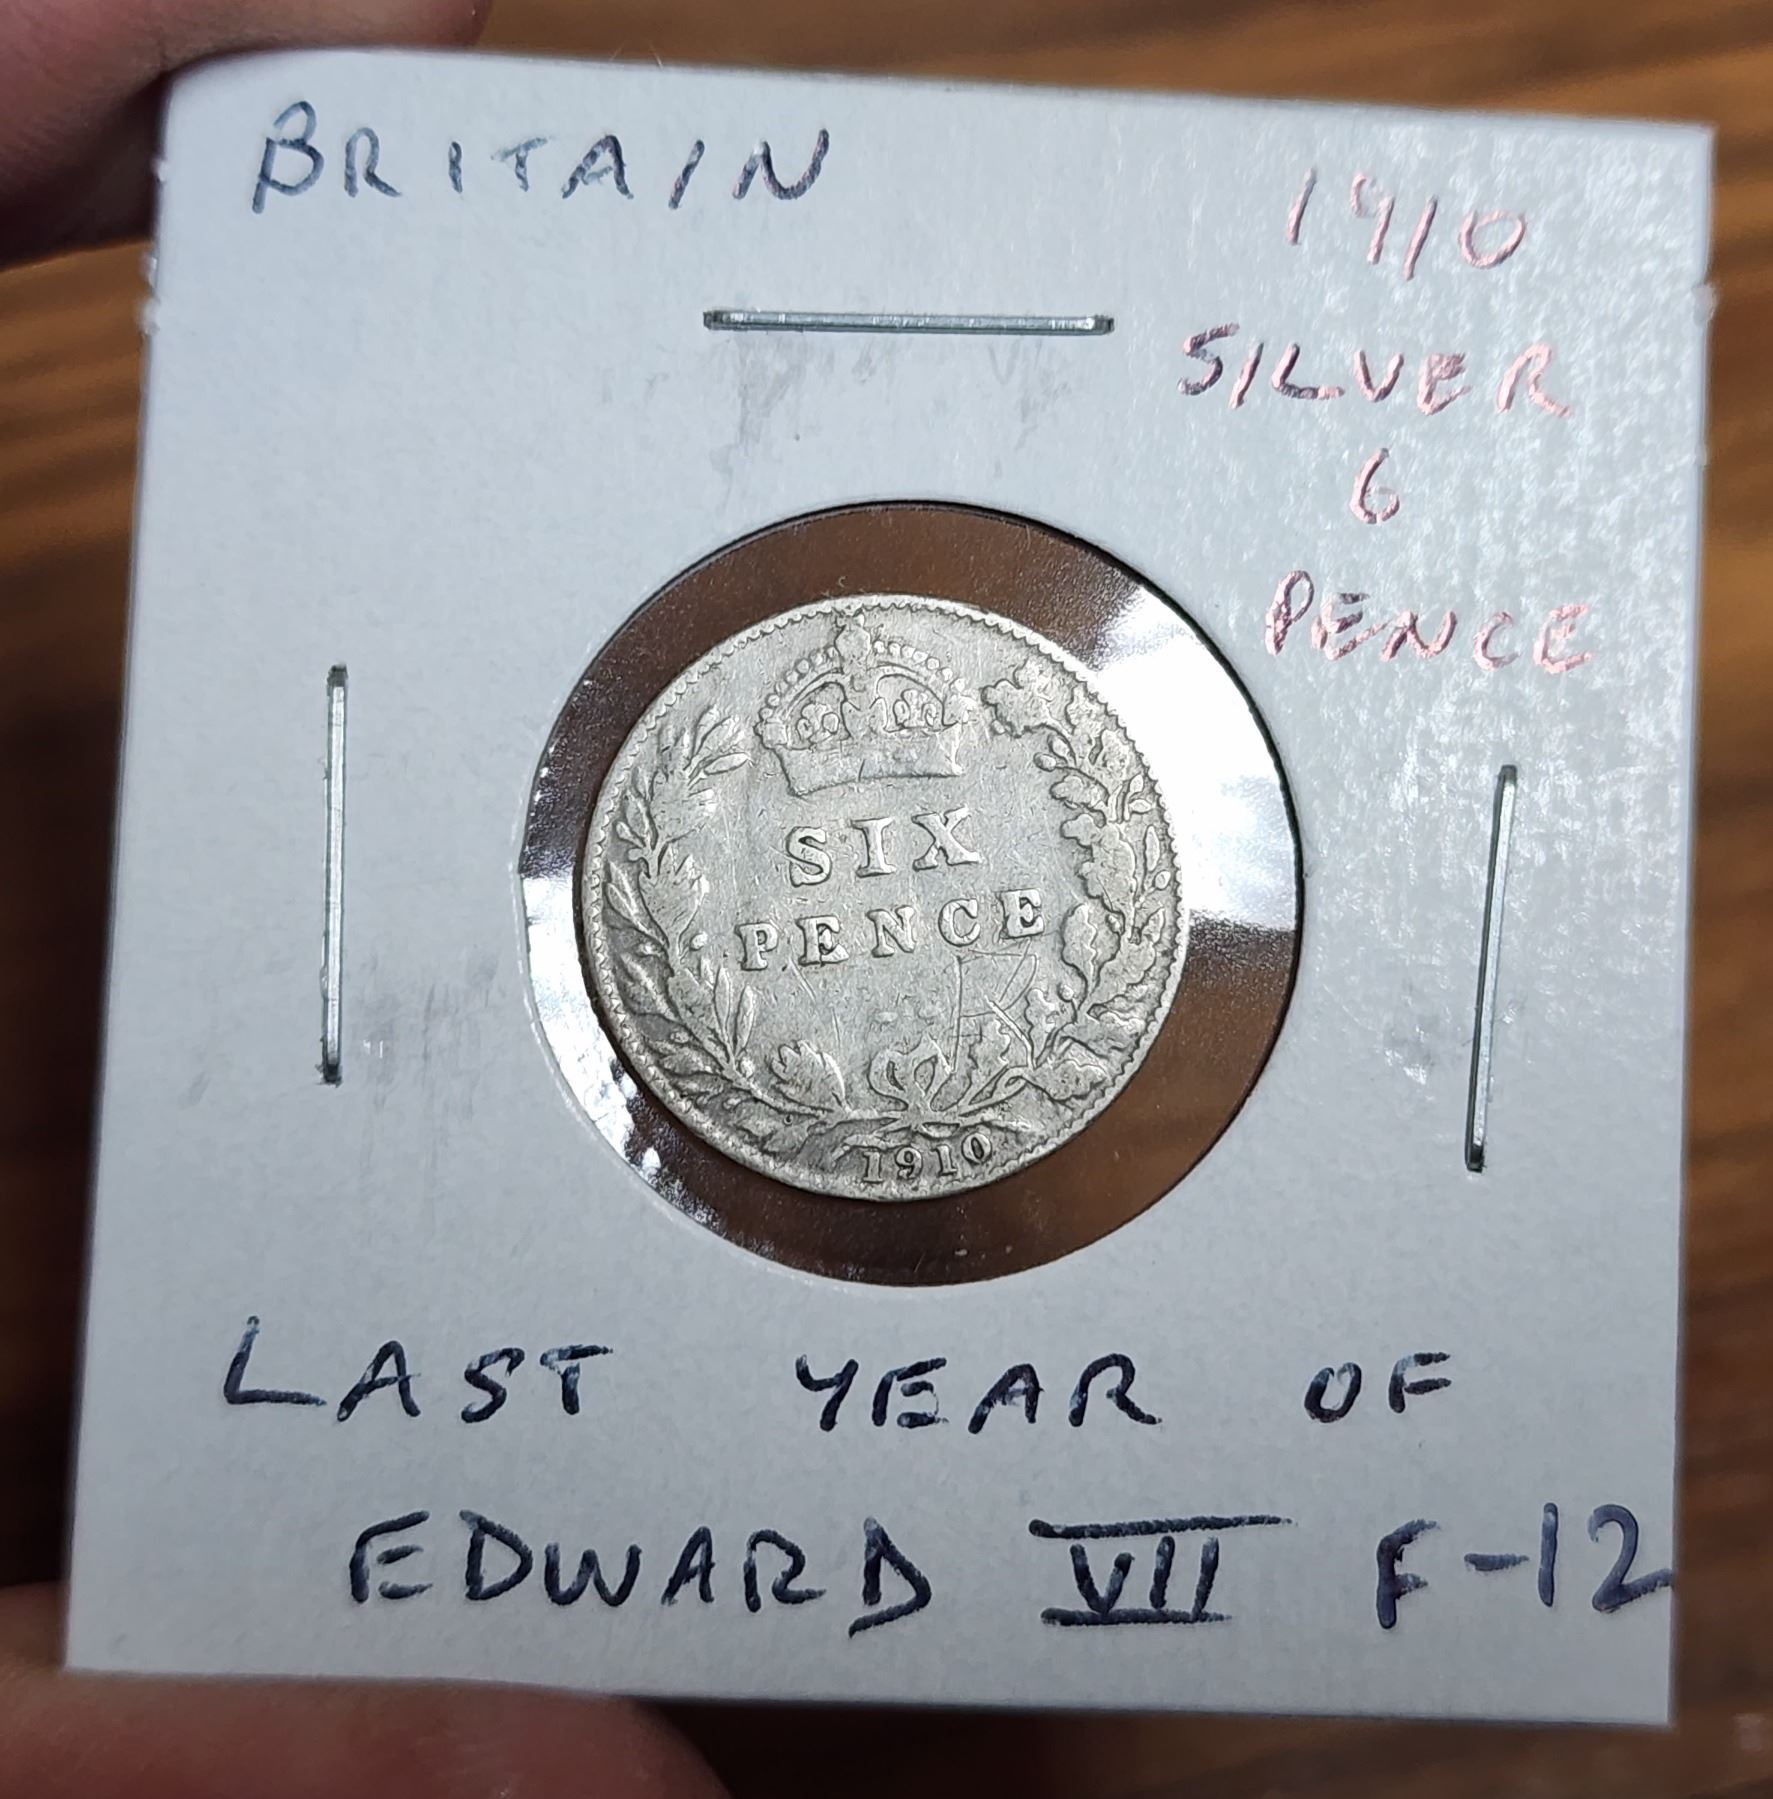 BRITAIN
1910
SILVER
6
PENCE
SIX
PENCE
1910
LAST YEAR OF
EDWARD VII F-12